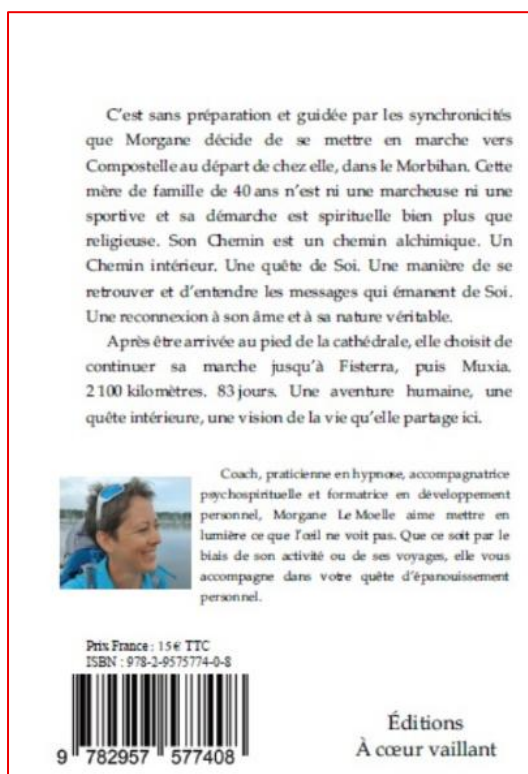 C’est sans préparation et guidée par les synchronicités
que Morgane décide de se mettre en marche vers
Compostelle au départ de chez elle, dans le Morbihan. Cette
mère de famille de 40 ans n’est ni une marcheuse ni une
sportive et sa démarche est spirituelle bien plus que
religieuse. Son Chemin est un chemin alchimique. Un
Chemin intérieur. Une quête de Soi. Une manière de se
retrouver et d’entendre les messages qui émanent de Soi.
Une reconnexion à son âme et à sa nature véritable.
Après être arrivée au pied de la cathédrale, elle choisit de
continuer sa marche jusqu’à Fisterra, puis Muxia.
2 100 kilomètres. 83 jours. Une aventure humaine, une
quête intérieure, une vision de la vie qu’elle partage ici.
Coach, praticienne en hypnose, accompagnatrice
psychospirituelle et formatrice en développement
personnel, Morgane Le Moelle aime mettre en
lumière ce que l’œil ne voit pas. Que ce soit par le
biais de son activité ou de ses voyages, elle vous
accompagne dans votre quête d’épanouissement
personnel.
Prix France : 15 € TTC
ISBN : 978-2-9575774-0-8
9 782957 577408
Éditions
À cœur vaillant